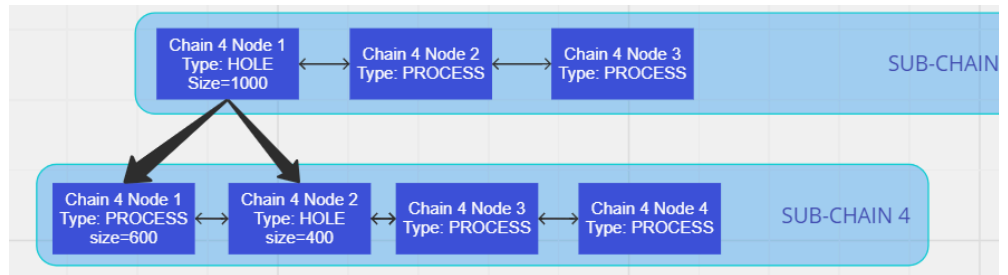 Chain 4 Node 1
Type: HOLE
Size=1000
Chain 4 Node 2
Type: PROCESS
Chain 4 Node 3
Type: PROCESS
SUB-CHAIN
Chain 4 Node 1
Type: PROCESS
size=600
Chain 4 Node 2
Type: HOLE
size=400
Chain 4 Node 3
Type: PROCESS
Chain 4 Node 4
Type: PROCESS
SUB-CHAIN 4